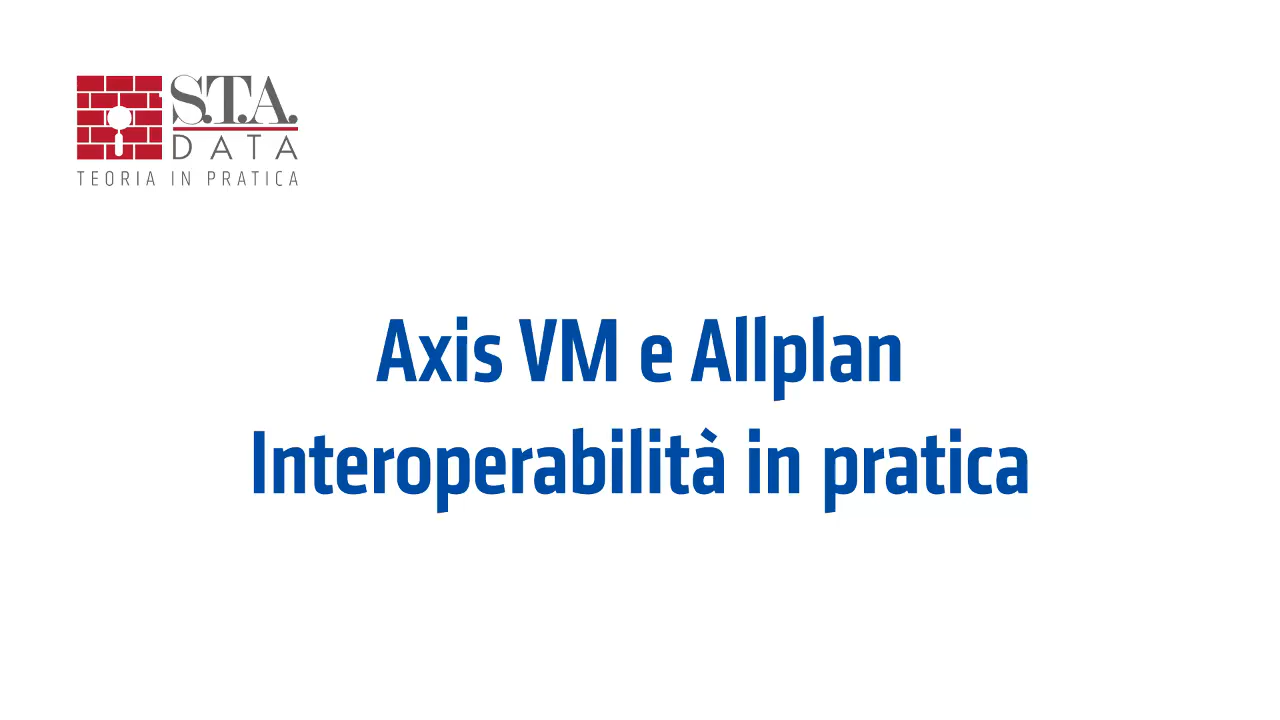 S.T.A.
DATA
TEORIA IN PRATICA
Axis VM e Allplan
Interoperabilità in pratica